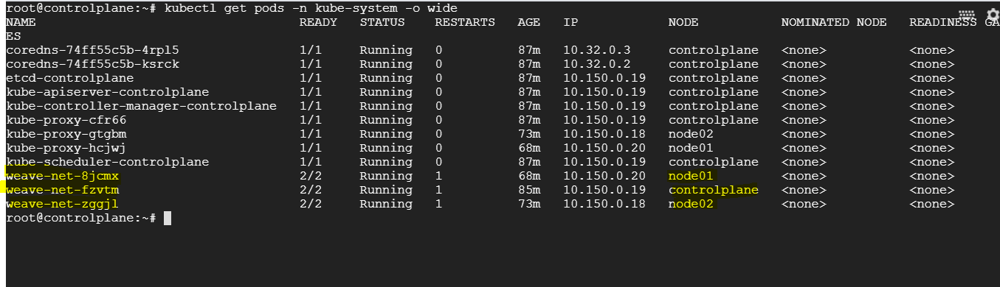 root@controlplane:~# kubectl get pods -n kube-system -o wide
NAME READY STATUS RESTARTS AGE IP NODE NOMINATED NODE READINESS GA
ES
coredns-74ff55c5b-4rpl5 1/1 Running 0 87m 10.32.0.3 controlplane <none> <none>
coredns-74ff55c5b-ksrck 1/1 Running 0 87m 10.32.0.2 controlplane <none> <none>
etcd-controlplane 1/1 Running 0 87m 10.150.0.19 controlplane <none> <none>
kube-apiserver-controlplane 1/1 Running 0 87m 10.150.0.19 controlplane <none> <none>
kube-controller-manager-controlplane 1/1 Running 0 87m 10.150.0.19 controlplane <none> <none>
kube-proxy-cfr66 1/1 Running 0 87m 10.150.0.19 controlplane <none> <none>
kube-proxy-gtgbm 1/1 Running 0 73m 10.150.0.18 node02 <none> <none>
kube-proxy-hcjwj 1/1 Running 0 68m 10.150.0.20 node01 <none> <none>
kube-scheduler-controlplane 1/1 Running 0 87m 10.150.0.19 controlplane <none> <none>
weave-net-8jcmx 2/2 Running 1 68m 10.150.0.20 node01 <none> <none>
weave-net-fzvtm 2/2 Running 1 85m 10.150.0.19 controlplane <none> <none>
weave-net-zggjl 2/2 Running 1 73m 10.150.0.18 node02 <none> <none>
root@controlplane:~#